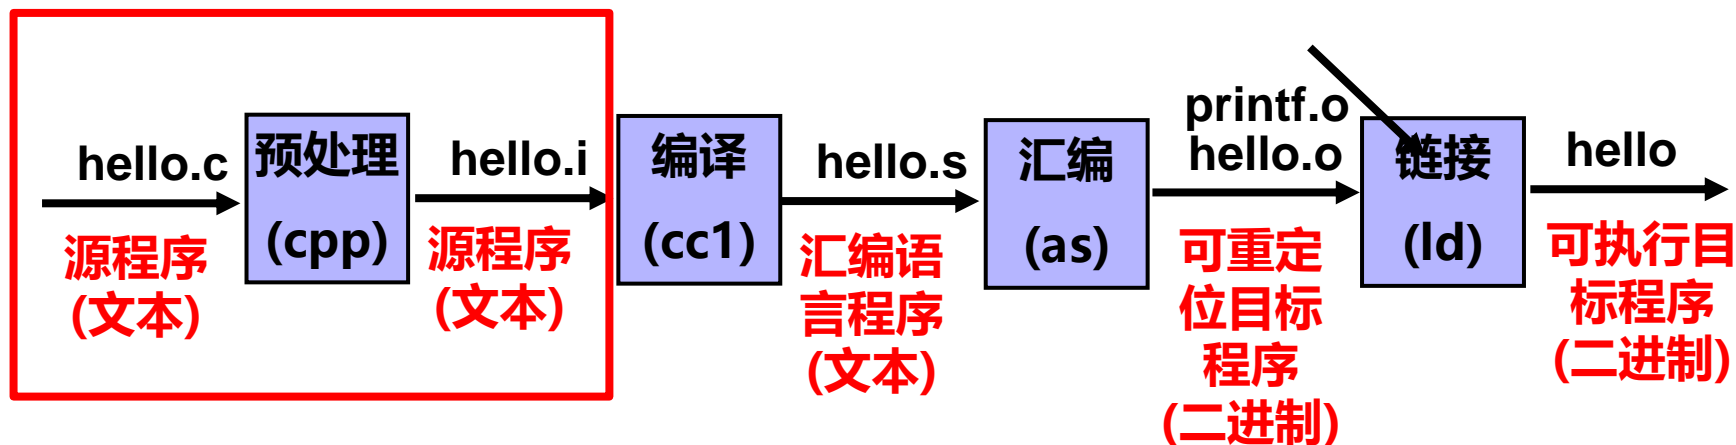 hello.c
源程序
(文本)
预处理
(cpp)
hello.i
源程序
(文本)
编译
(cc1)
hello.s
汇编语
言程序
(文本)
汇编
(as)
printf.o
hello.o
可重定
位目标
程序
(二进制)
链接
(ld)
hello
可执行目
标程序
(二进制)